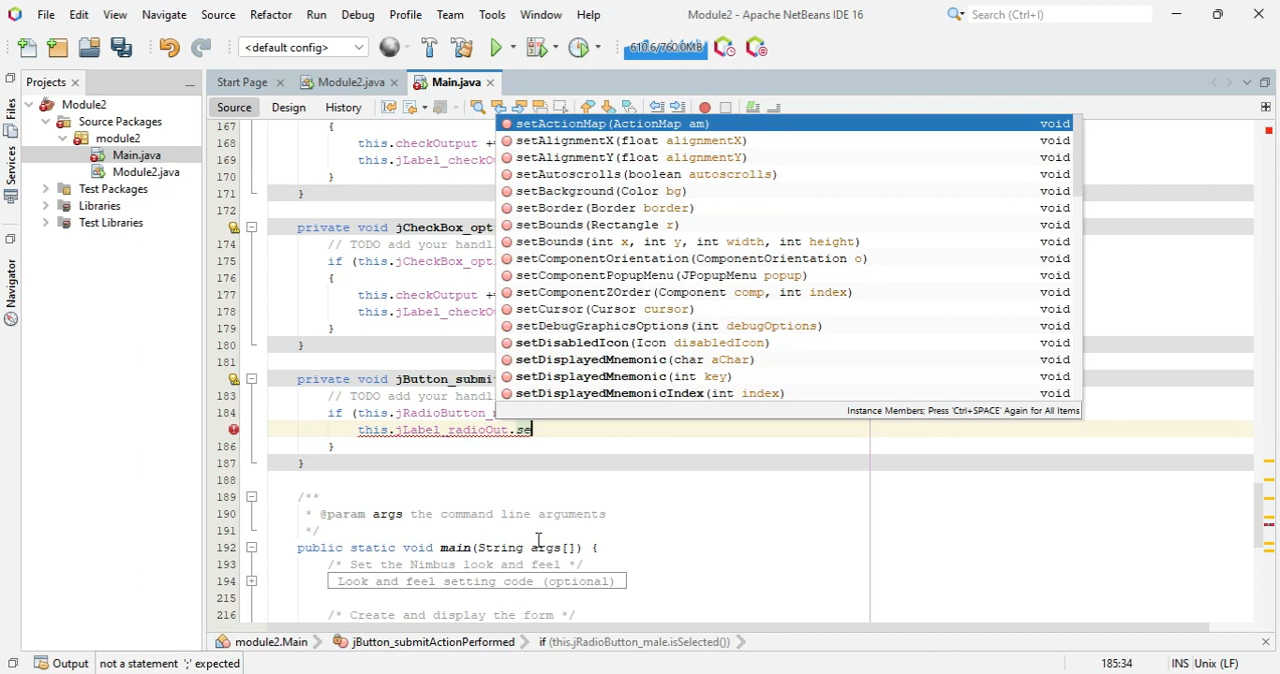 File Edit View Navigate Source Refactor Run Debug Profile Team Tools Window Help Module2 - Apache NetBeans IDE 16 Search (Ctrl+I)
<default config> 610.6/760.0MB
Projects Start Page Module2.java Main.java
Source Design History
Files
Services
Navigator
Module2
Source Packages
module2
Main.java
Module2.java
Test Packages
Libraries
Test Libraries
167 {
168 this.checkOutput +
169 this.jLabel_checkO
170 }
171 }
172
private void jCheckBox_opt
174 // TODO add your handl
175 if (this.jCheckBox_opt
176 {
177 this.checkOutput +
178 this.jLabel_checkO
179 }
180 }
181
private void jButton_submit
183 // TODO add your handl
184 if (this.jRadioButton_
this.jLabel_radioOut.se
186 }
187 }
188
189 /**
190 * @param args the command line arguments
191 */
192 public static void main(String args[]) {
193 /* Set the Nimbus look and feel */
194 Look and feel setting code (optional)
215
216 /* Create and display the form */
setActionMap(ActionMap am) void
setAlignmentX(float alignmentX) void
setAlignmentY(float alignmentY) void
setAutoscrolls(boolean autoscrolls) void
setBackground(Color bg) void
setBorder(Border border) void
setBounds(Rectangle r) void
setBounds(int x, int y, int width, int height) void
setComponentOrientation(ComponentOrientation o) void
setComponentPopupMenu(JPopupMenu popup) void
setComponentZOrder(Component comp, int index) void
setCursor(Cursor cursor) void
setDebugGraphicsOptions(int debugOptions) void
setDisabledIcon(Icon disabledIcon) void
setDisplayedMnemonic(char aChar) void
setDisplayedMnemonic(int key) void
setDisplayedMnemonicIndex(int index) void
Instance Members; Press 'Ctrl+SPACE' Again for All Items
module2.Main jButton_submitActionPerformed if (this.jRadioButton_male.isSelected())
Output not a statement ';' expected 185:34 INS Unix (LF)